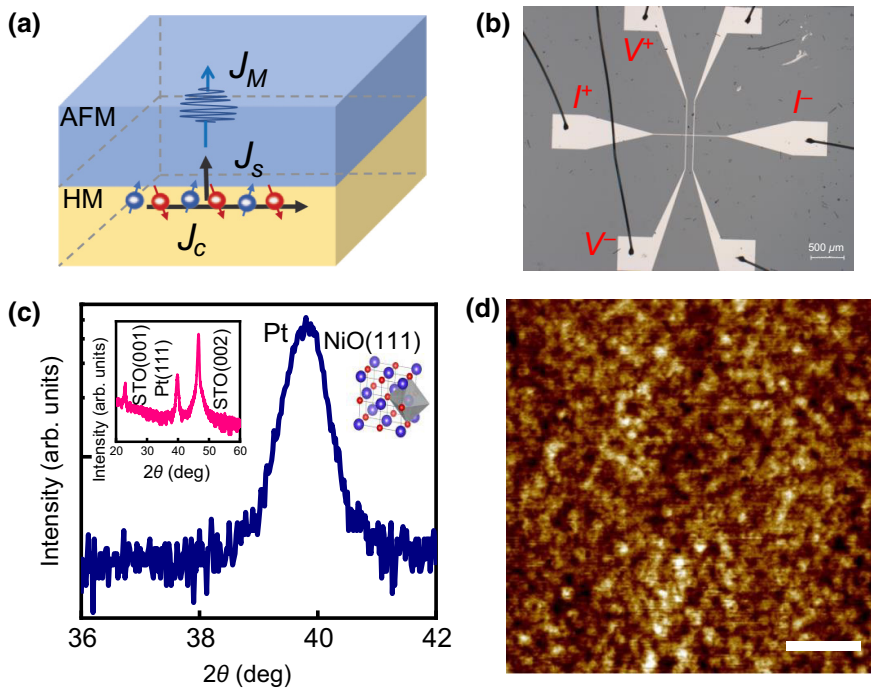 (a)
J_M
AFM
J_s
HM
J_c
(b)
V⁺
I⁺
I⁻
V⁻
500 µm
(c)
Intensity (arb. units)
Pt
NiO(111)
Intensity (arb. units)
STO(001)
Pt(111)
STO(002)
20 30 40 50 60
2θ (deg)
36 38 40 42
2θ (deg)
(d)